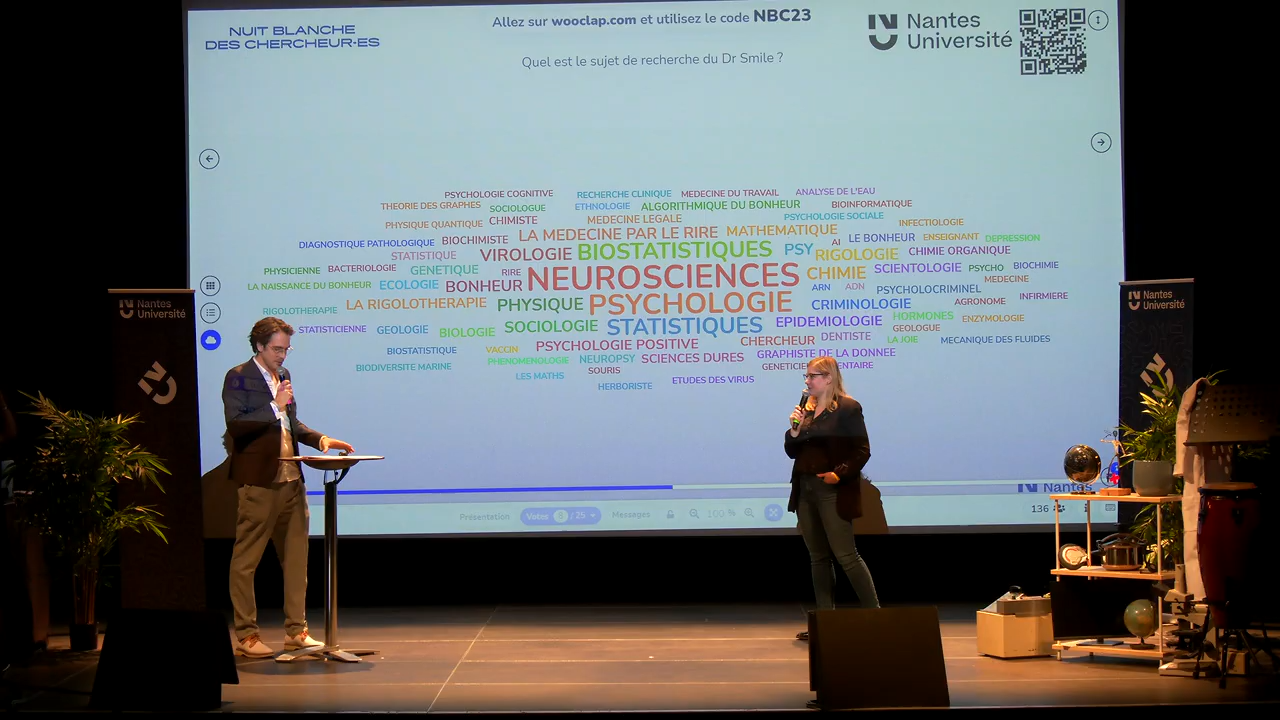 NUIT BLANCHE
DES CHERCHEUR·ES
Allez sur wooclap.com et utilisez le code NBC23
Nantes
Université
Quel est le sujet de recherche du Dr Smile ?
PSYCHOLOGIE COGNITIVE RECHERCHE CLINIQUE MEDECINE DU TRAVAIL ANALYSE DE L'EAU
THEORIE DES GRAPHES SOCIOLOGUE ETHNOLOGIE ALGORITHMIQUE DU BONHEUR BIOINFORMATIQUE
PHYSIQUE QUANTIQUE CHIMISTE MEDECINE LEGALE PSYCHOLOGIE SOCIALE INFECTIOLOGIE
DIAGNOSTIQUE PATHOLOGIQUE BIOCHIMISTE LA MEDECINE PAR LE RIRE MATHEMATIQUE AI LE BONHEUR ENSEIGNANT DEPRESSION
STATISTIQUE VIROLOGIE BIOSTATISTIQUES PSY RIGOLOGIE CHIMIE ORGANIQUE
PHYSICIENNE BACTERIOLOGIE GENETIQUE RIRE NEUROSCIENCES CHIMIE SCIENTOLOGIE PSYCHO BIOCHIMIE
LA NAISSANCE DU BONHEUR ECOLOGIE BONHEUR ARN ADN PSYCHOLOCRIMINEL MEDECINE
RIGOLOTHERAPIE LA RIGOLOTHERAPIE PHYSIQUE PSYCHOLOGIE CRIMINOLOGIE AGRONOME INFIRMIERE
STATISTICIENNE GEOLOGIE BIOLOGIE SOCIOLOGIE STATISTIQUES EPIDEMIOLOGIE HORMONES GEOLOGUE ENZYMOLOGIE
BIOSTATISTIQUE VACCIN PSYCHOLOGIE POSITIVE CHERCHEUR DENTISTE LA JOIE MECANIQUE DES FLUIDES
BIODIVERSITE MARINE PHENOMENOLOGIE NEUROPSY SCIENCES DURES GRAPHISTE DE LA DONNEE
LES MATHS SOURIS GENETICIE ENTAIRE
HERBORISTE ETUDES DES VIRUS
Nantes
Présentation Votes 8 / 25 Messages 100 % 136
Nantes
Université
Nantes
Université